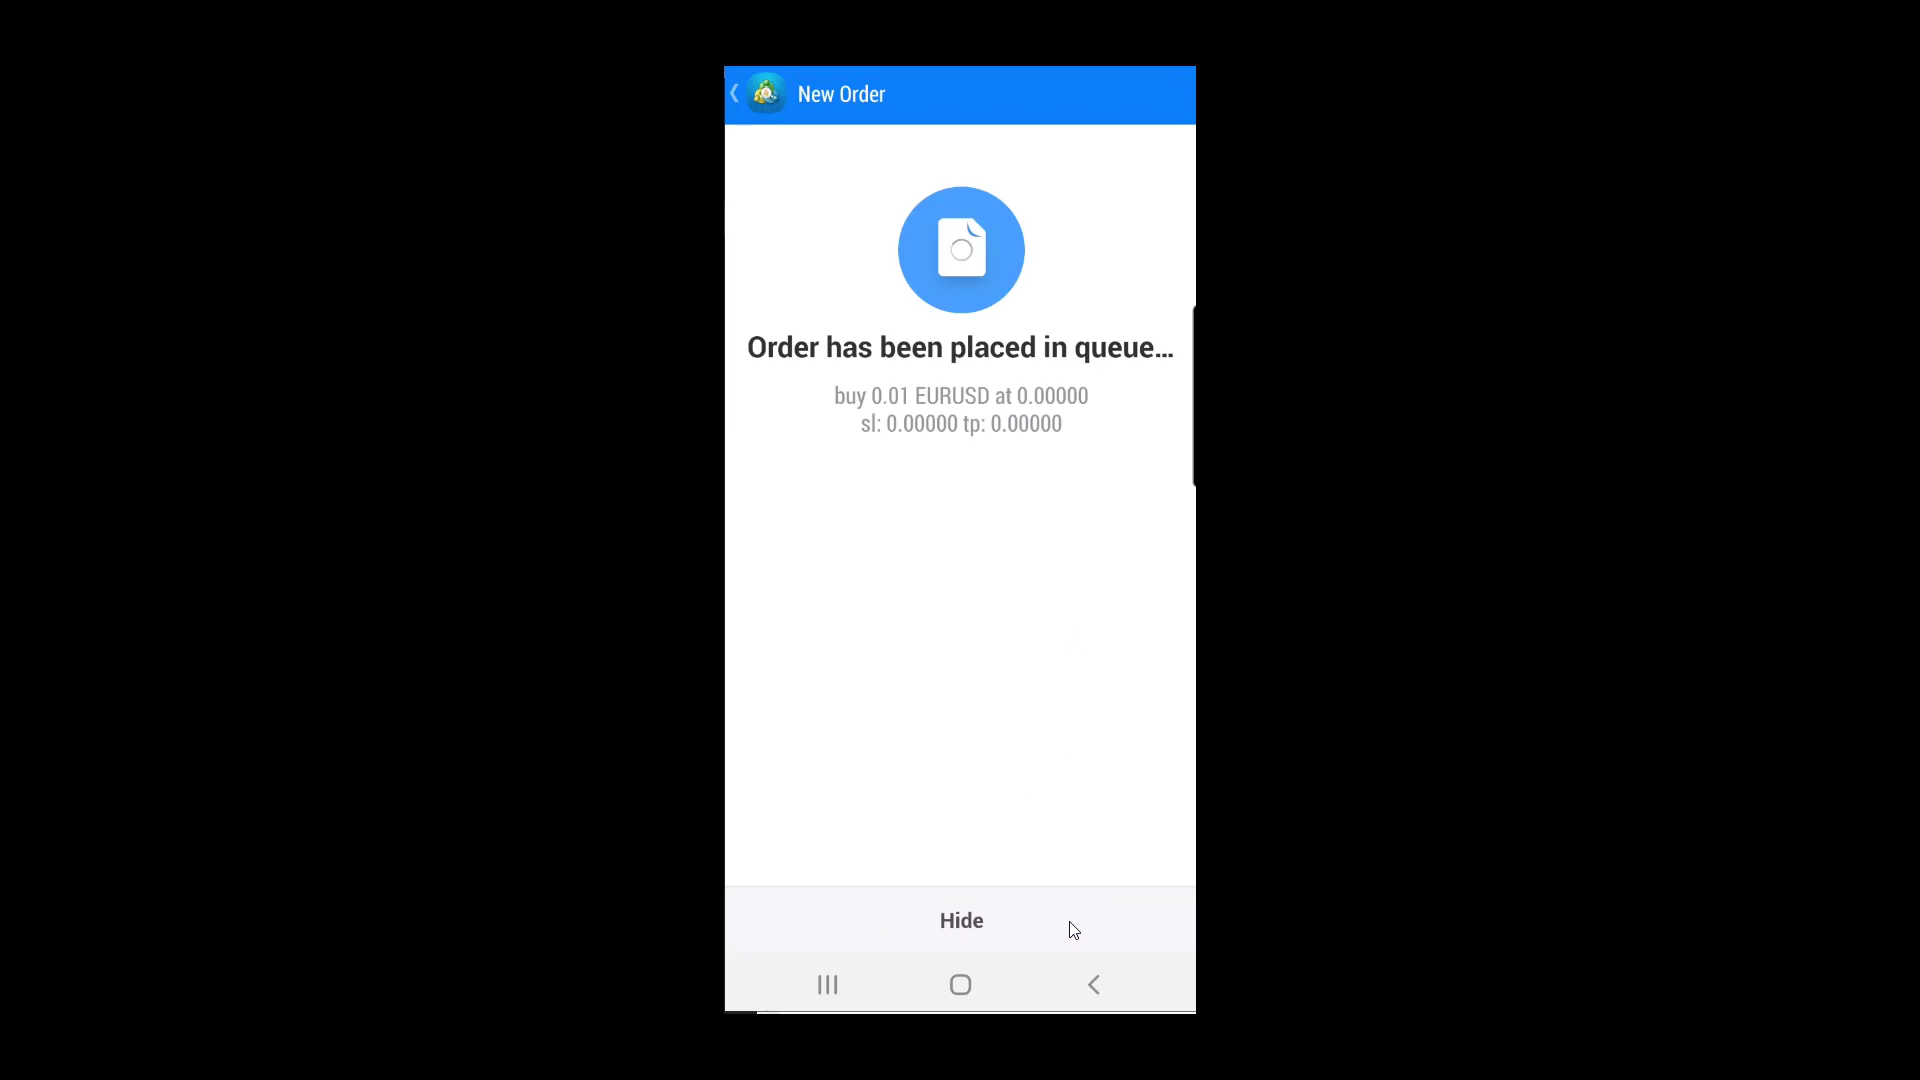 New Order
Order has been placed in queue...
buy 0.01 EURUSD at 0.00000
sl: 0.00000 tp: 0.00000
Hide